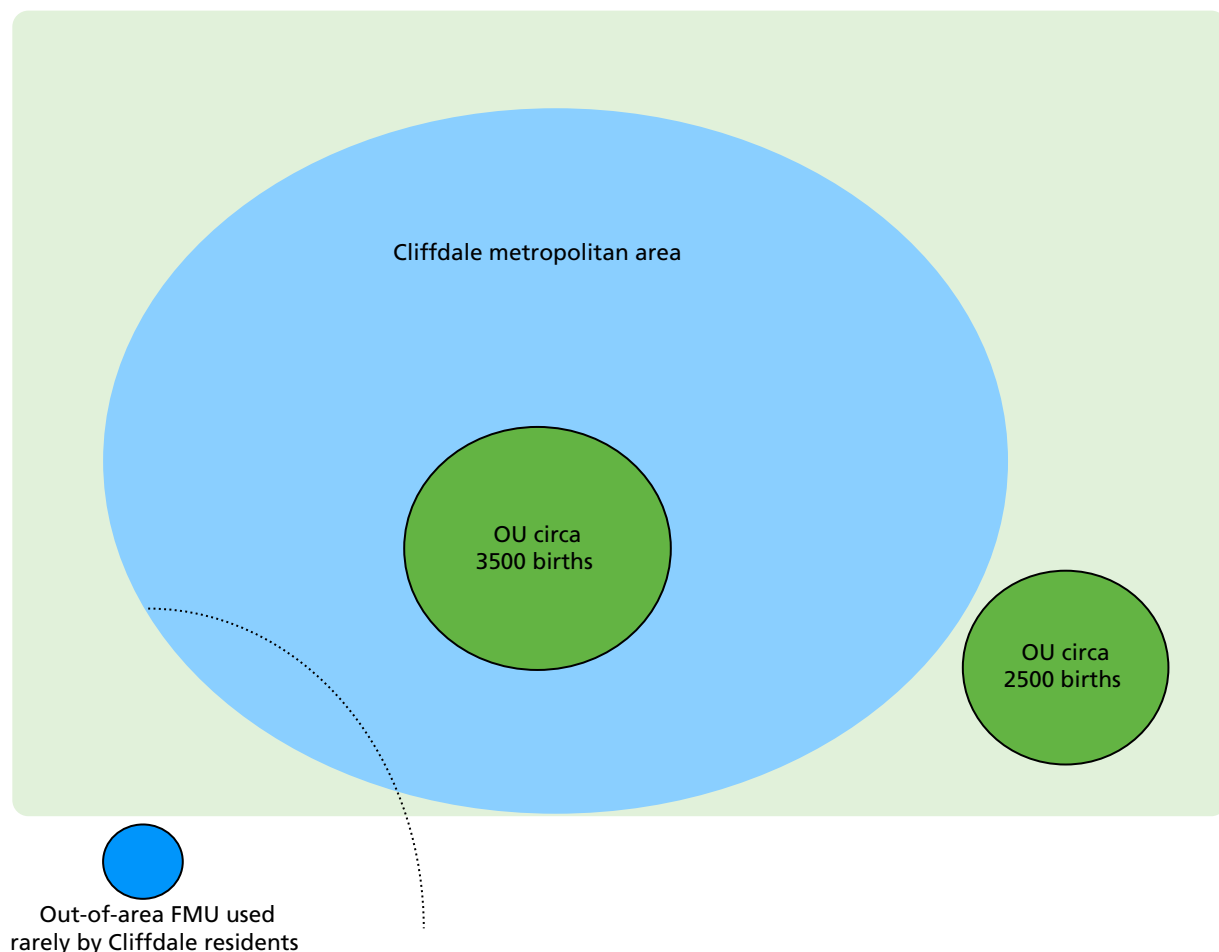 Cliffdale metropolitan area
OU circa
3500 births
OU circa
2500 births
Out-of-area FMU used
rarely by Cliffdale residents